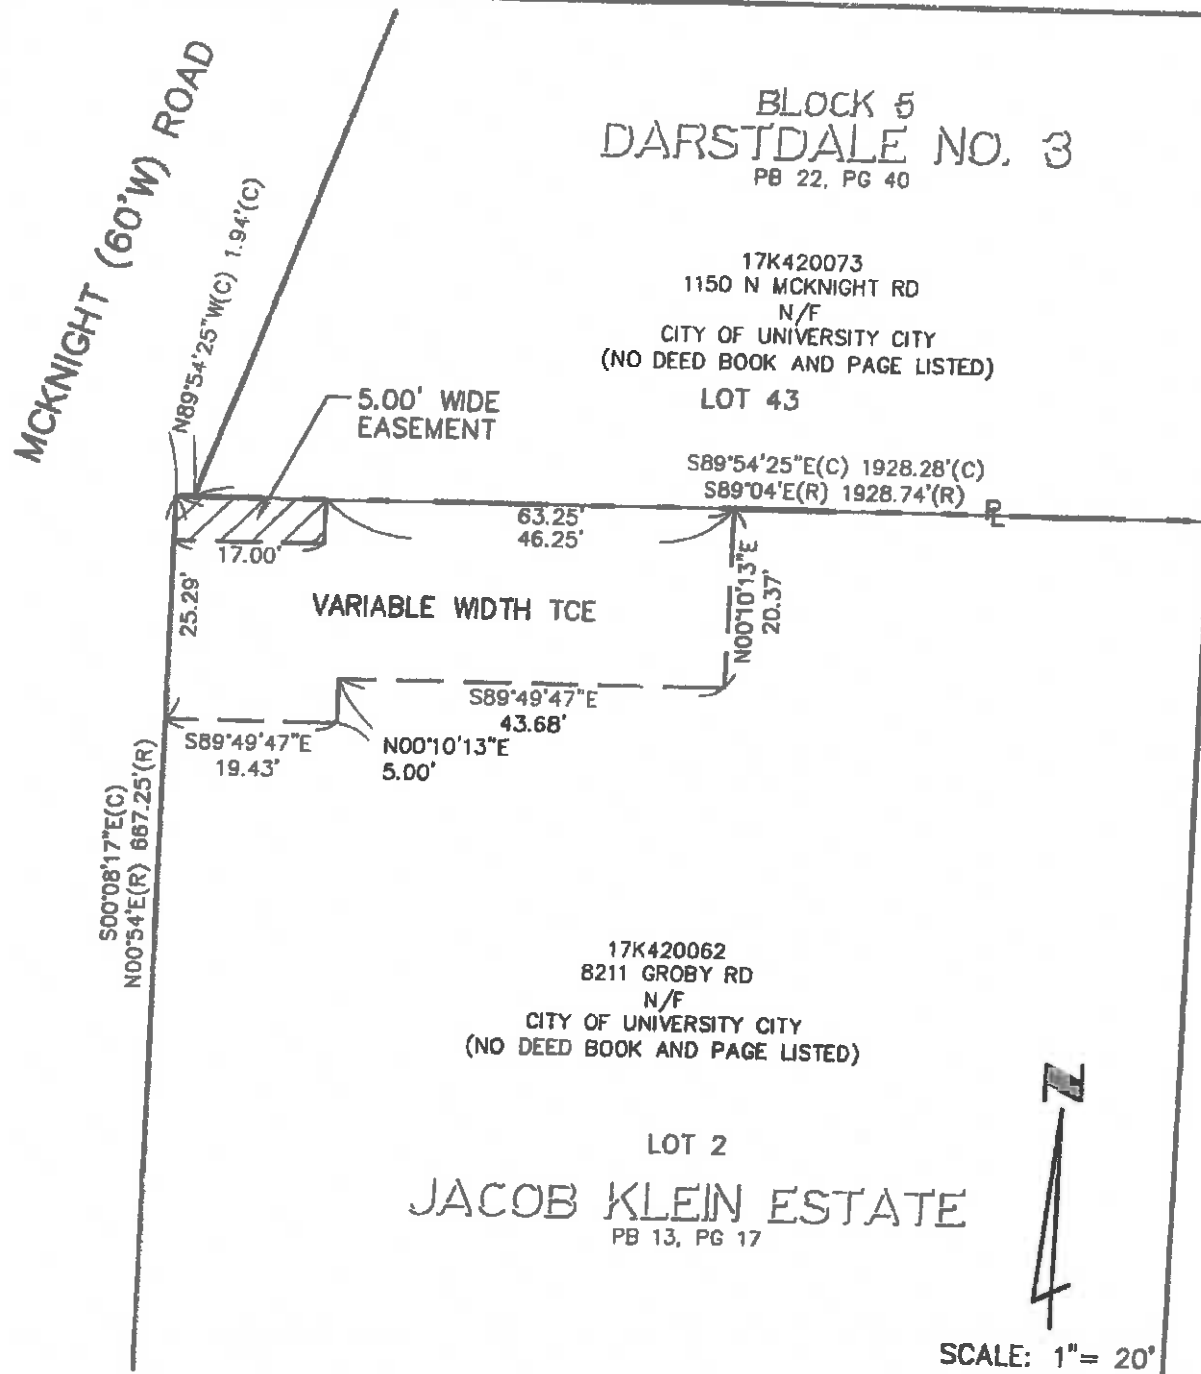 MCKNIGHT (60'W) ROAD
N89°54'25"W(C) 1.94'(C)
BLOCK 5
DARSTDALE NO. 3
PB 22, PG 40
17K420073
1150 N MCKNIGHT RD
N/F
CITY OF UNIVERSITY CITY
(NO DEED BOOK AND PAGE LISTED)
LOT 43
5.00' WIDE
EASEMENT
S89°54'25"E(C) 1928.28'(C)
S89°04'E(R) 1928.74'(R)
PL
63.25'
46.25'
17.00'
25.29'
VARIABLE WIDTH TCE
N00°10'13"E
20.37'
S89°49'47"E
43.68'
S89°49'47"E
19.43'
N00°10'13"E
5.00'
S00°08'17"E(C)
N00°54'E(R) 667.25'(R)
17K420062
8211 GROBY RD
N/F
CITY OF UNIVERSITY CITY
(NO DEED BOOK AND PAGE LISTED)
LOT 2
JACOB KLEIN ESTATE
PB 13, PG 17
N
SCALE: 1"= 20'